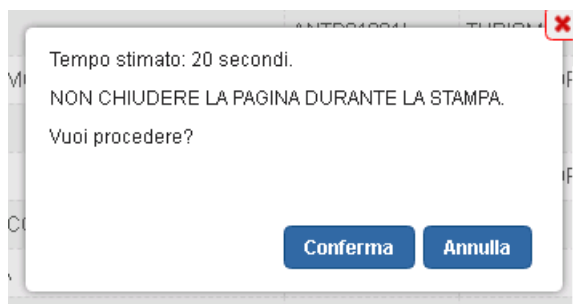 Tempo stimato: 20 secondi.
NON CHIUDERE LA PAGINA DURANTE LA STAMPA.
Vuoi procedere?
Conferma Annulla